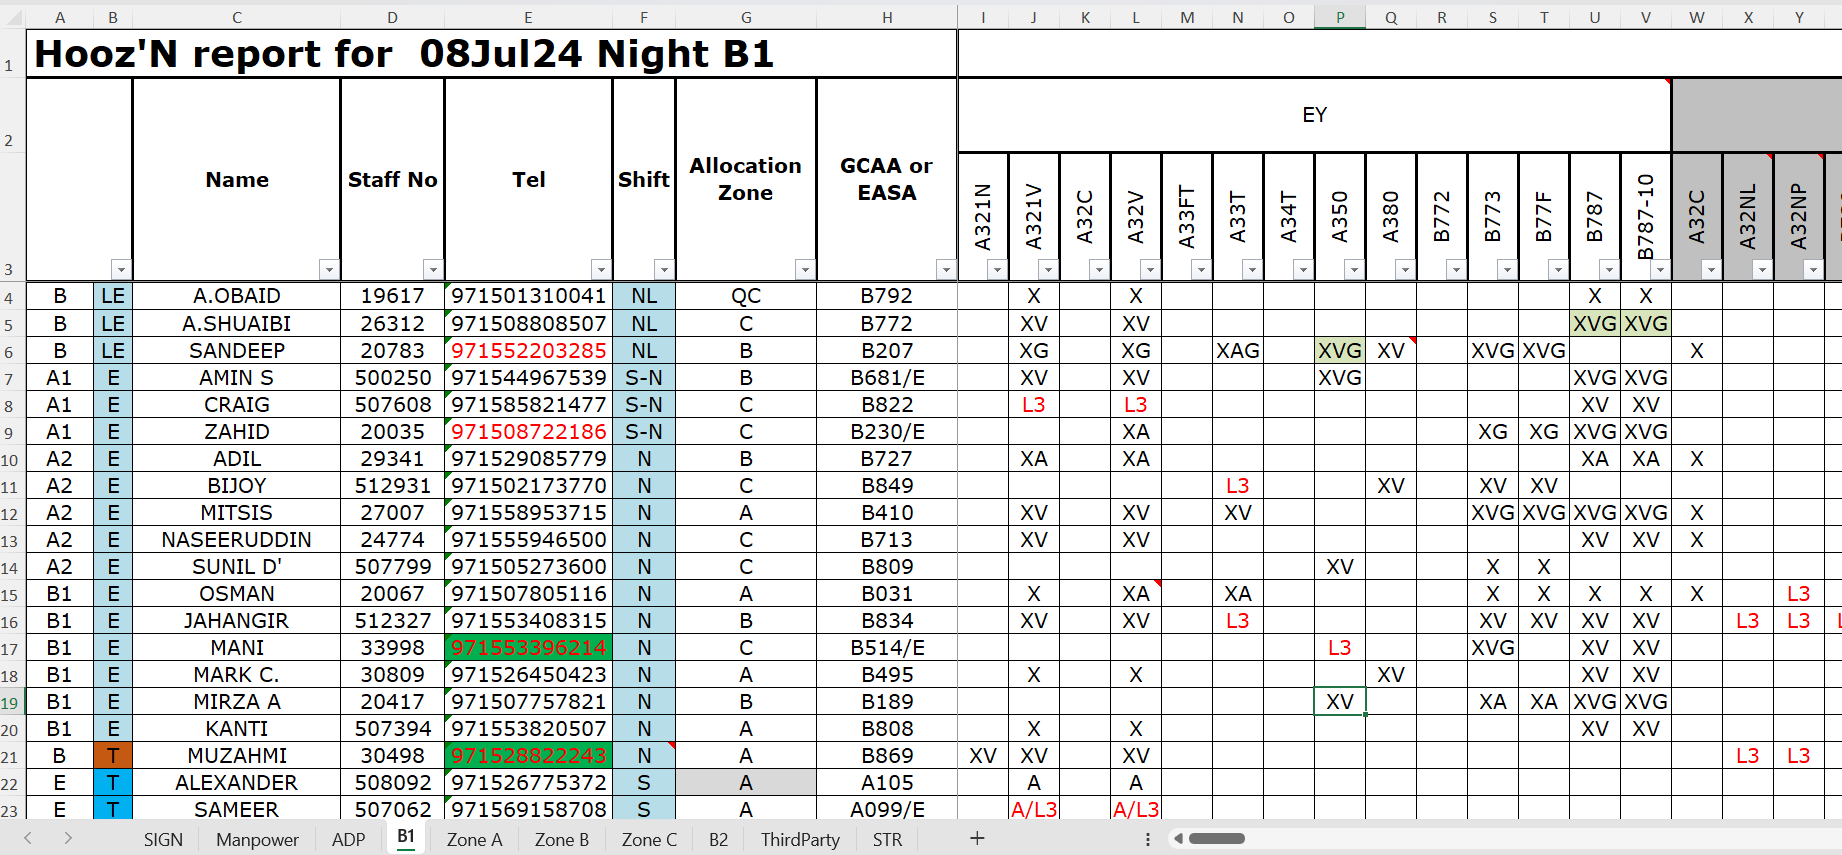 A B C D E F G H I J K L M N O P Q R S T U V W X Y
1 Hooz'N report for 08Jul24 Night B1
2 EY
3 Name Staff No Tel Shift Allocation Zone GCAA or EASA A321N A321V A32C A32V A33FT A33T A34T A350 A380 B772 B773 B77F B787 B787-10 A32C A32NL A32NP
4 B LE A.OBAID 19617 971501310041 NL QC B792 X X X X
5 B LE A.SHUAIBI 26312 971508808507 NL C B772 XV XV XVG XVG
6 B LE SANDEEP 20783 971552203285 NL B B207 XG XG XAG XVG XV XVG XVG X
7 A1 E AMIN S 500250 971544967539 S-N B B681/E XV XV XVG XVG XVG
8 A1 E CRAIG 507608 971585821477 S-N C B822 L3 L3 XV XV
9 A1 E ZAHID 20035 971508722186 S-N C B230/E XA XG XG XVG XVG
10 A2 E ADIL 29341 971529085779 N B B727 XA XA XA XA X
11 A2 E BIJOY 512931 971502173770 N C B849 L3 XV XV XV
12 A2 E MITSIS 27007 971558953715 N A B410 XV XV XV XVG XVG XVG XVG X
13 A2 E NASEERUDDIN 24774 971555946500 N C B713 XV XV XV XV X
14 A2 E SUNIL D' 507799 971505273600 N C B809 XV X X
15 B1 E OSMAN 20067 971507805116 N A B031 X XA XA X X X X X L3
16 B1 E JAHANGIR 512327 971553408315 N B B834 XV XV L3 XV XV XV XV L3 L3
17 B1 E MANI 33998 971553396214 N C B514/E L3 XVG XV XV
18 B1 E MARK C. 30809 971526450423 N A B495 X X XV XV XV
19 B1 E MIRZA A 20417 971507757821 N B B189 XV XA XA XVG XVG
20 B1 E KANTI 507394 971553820507 N A B808 X X XV XV
21 B T MUZAHMI 30498 971528822243 N A B869 XV XV XV L3 L3
22 E T ALEXANDER 508092 971526775372 S A A105 A A
23 E T SAMEER 507062 971569158708 S A A099/E A/L3 A/L3
SIGN Manpower ADP B1 Zone A Zone B Zone C B2 ThirdParty STR +